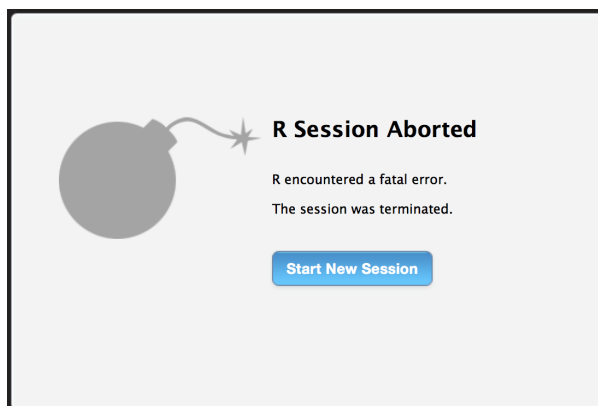 R Session Aborted
R encountered a fatal error.
The session was terminated.
Start New Session